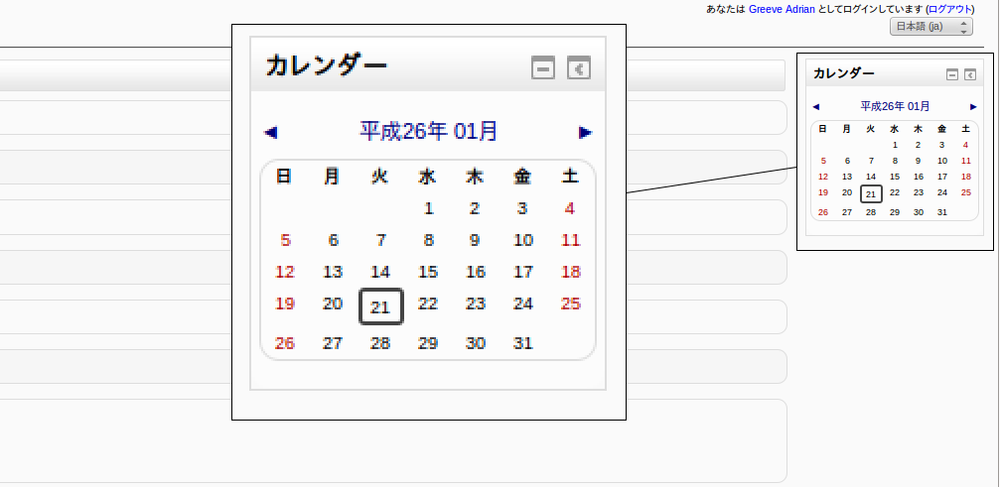 あなたは Greeve Adrian としてログインしています (ログアウト)
日本語 (ja)
カレンダー
◄ 平成26年 01月 ►
日 月 火 水 木 金 土
1 2 3 4
5 6 7 8 9 10 11
12 13 14 15 16 17 18
19 20 21 22 23 24 25
26 27 28 29 30 31
カレンダー
◄ 平成26年 01月 ►
日 月 火 水 木 金 土
1 2 3 4
5 6 7 8 9 10 11
12 13 14 15 16 17 18
19 20 21 22 23 24 25
26 27 28 29 30 31